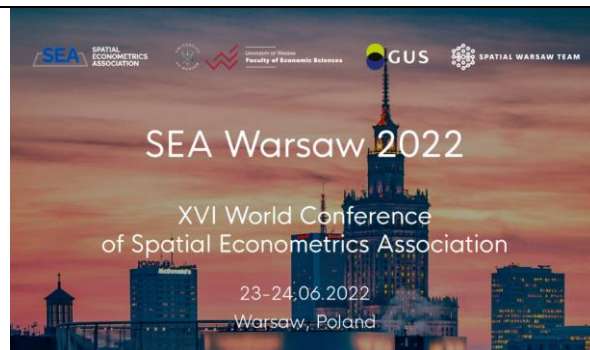 SEA SPATIAL ECONOMETRICS ASSOCIATION
University of Warsaw
Faculty of Economic Sciences
GUS
SPATIAL WARSAW TEAM
SEA Warsaw 2022
XVI World Conference
of Spatial Econometrics Association
McDonald's
23-24.06.2022
Warsaw, Poland